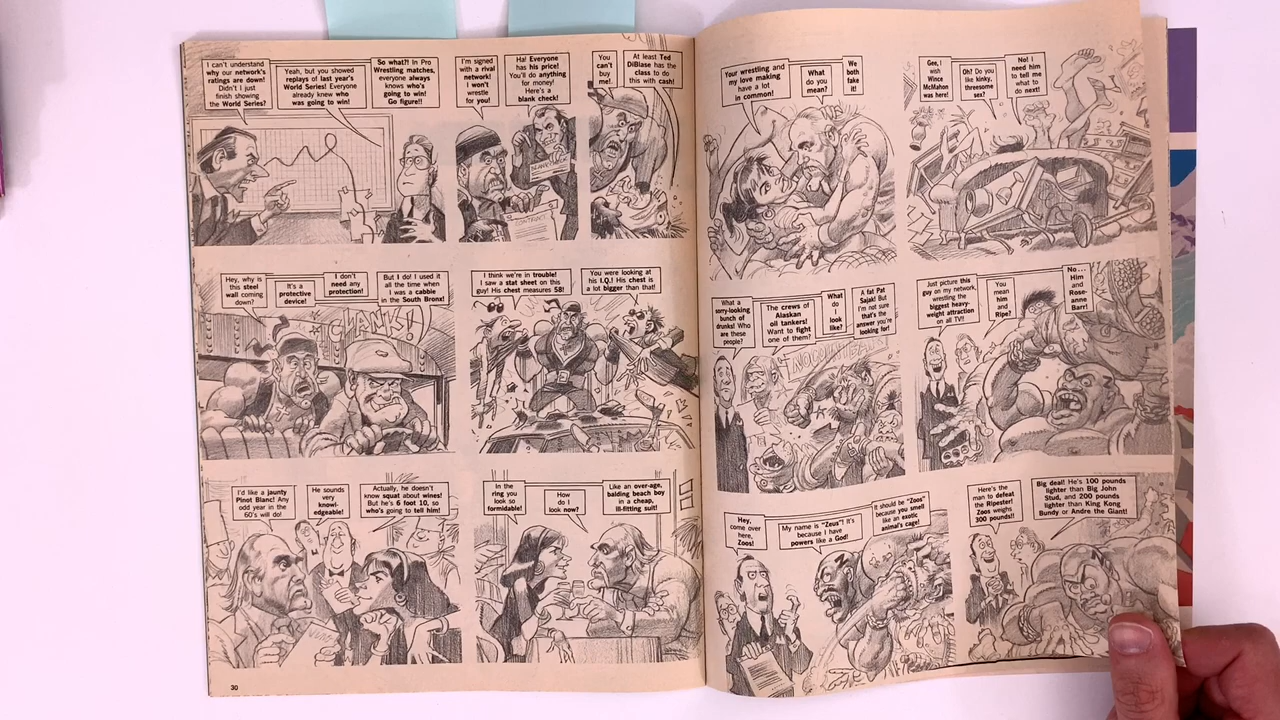 I can't understand
why our network's
ratings are down!
Didn't I just
finish showing
the World Series?
Yeah, but you showed
replays of last year's
World Series! Everyone
already knew who
was going to win!
So what?! In Pro
Wrestling matches,
everyone always
knows who's
going to win!
Go figure!!
I'm signed
with a rival
network!
I won't
wrestle
for you!
Ha! Everyone
has his price!
You'll do anything
for money!
Here's a
blank check!
CONTRACT
You
can't
buy
me!
At least Ted
DiBiase has the
class to do
this with cash!
Hey, why is
this steel
wall coming
down?
It's a
protective
device!
I don't
need any
protection!
But I do! I used it
all the time when
I was a cabbie
in the South Bronx!
CHANK!
I think we're in trouble!
I saw a stat sheet on this
guy! His chest measures 58!
You were looking at
his I.Q.! His chest is
a lot bigger than that!
I'd like a jaunty
Pinot Blanc! Any
odd year in the
60's will do!
He sounds
very
knowl-
edgeable!
Actually, he doesn't
know squat about wines!
But he's 6 foot 10, so
who's going to tell him!
In the
ring you
look so
formidable!
How
do I
look now?
Like an over-age,
balding beach boy
in a cheap,
ill-fitting suit!
30
Your wrestling and
my love making
have a lot
in common!
What
do you
mean?
We
both
fake
it!
Gee, I
wish
Wince
McMahon
was here!
Oh? Do you
like kinky,
threesome
sex?
No! I
need him
to tell me
what to
do next!
What a
sorry-looking
bunch of
drunks! Who
are these
people?
The crews of
Alaskan
oil tankers!
Want to fight
one of them?
What
do
I
look
like?
A fat Pat
Sajak! But
I'm not sure
that's the
answer you're
looking for!
NO COUNT BAR
Just picture this
guy on my network,
wrestling the
biggest heavy-
weight attraction
on all TV!!
You
mean
him
and
Ripe?
No...
Him
and
Rose-
anne
Barr!
Hey,
come over
here,
Zoos!
My name is "Zeus"! It's
because I have
powers like a God!
It should be "Zoos"
because you smell
like an exotic
animal's cage!
Here's the
man to defeat
the Ripester!
Zoos weighs
300 pounds!!
Big deal! He's 100 pounds
lighter than Big John
Stud, and 200 pounds
lighter than King Kong
Bundy or Andre the Giant!